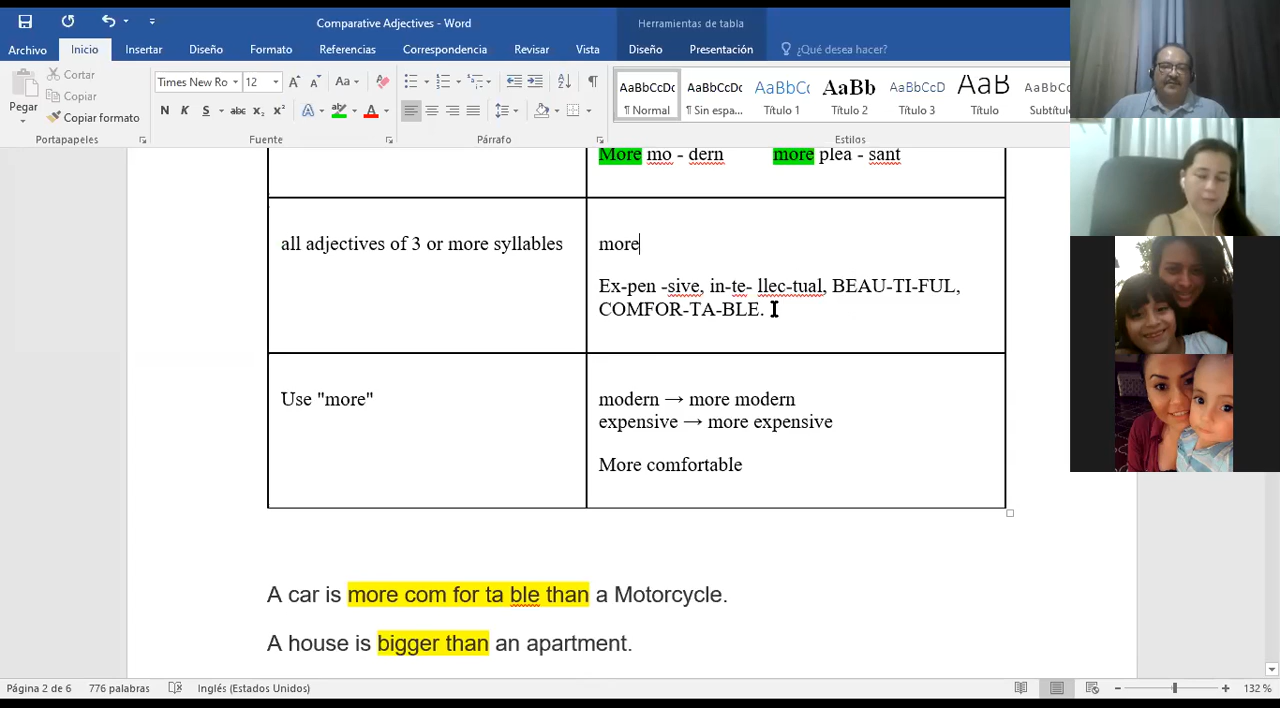 Comparative Adjectives - Word
Herramientas de tabla
Archivo Inicio Insertar Diseño Formato Referencias Correspondencia Revisar Vista Diseño Presentación ¿Qué desea hacer?
Pegar
Cortar
Copiar
Copiar formato
Portapapeles
Times New Ro 12
Aa
N K S abc x₂ x²
A A
Fuente
Párrafo
AaBbCcDc AaBbCcDc AaBbCc AaBb AaBbCcD AaB AaBbCc
¶ Normal ¶ Sin espa... Título 1 Título 2 Título 3 Título Subtítul
Estilos
More mo - dern more plea - sant
all adjectives of 3 or more syllables
more
Ex-pen -sive, in-te- llec-tual, BEAU-TI-FUL,
COMFOR-TA-BLE.
Use "more"
modern → more modern
expensive → more expensive
More comfortable
A car is more com for ta ble than a Motorcycle.
A house is bigger than an apartment.
Página 2 de 6 776 palabras Inglés (Estados Unidos) 132 %